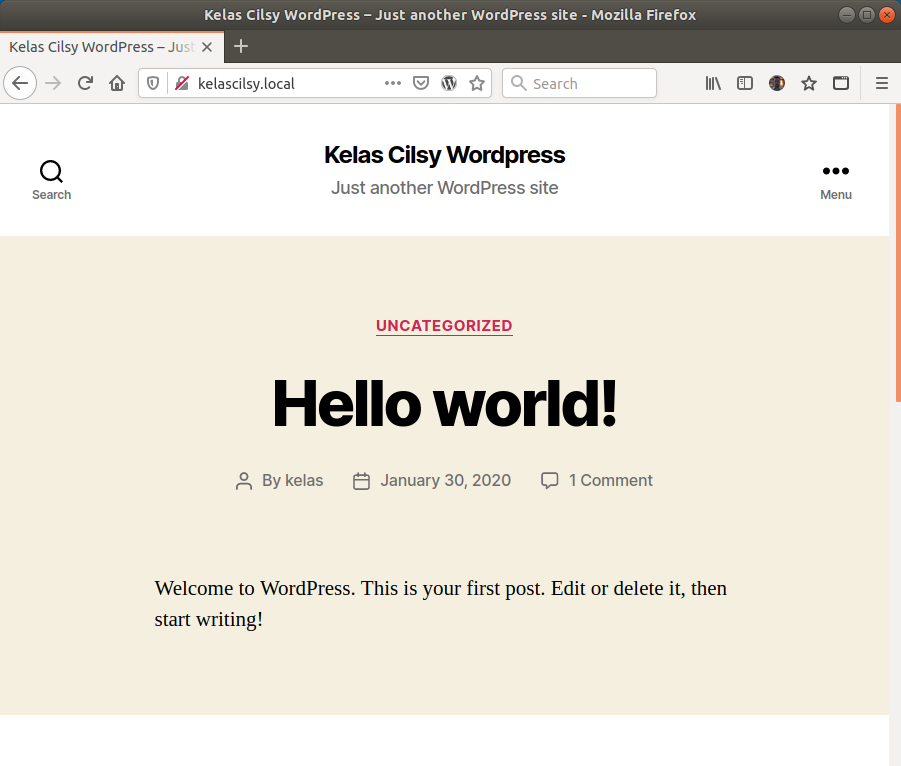 Kelas Cilsy WordPress – Just another WordPress site - Mozilla Firefox
Kelas Cilsy WordPress – Just
kelascilsy.local
Search
Kelas Cilsy Wordpress
Just another WordPress site
Search
Menu
UNCATEGORIZED
Hello world!
By kelas January 30, 2020 1 Comment
Welcome to WordPress. This is your first post. Edit or delete it, then
start writing!